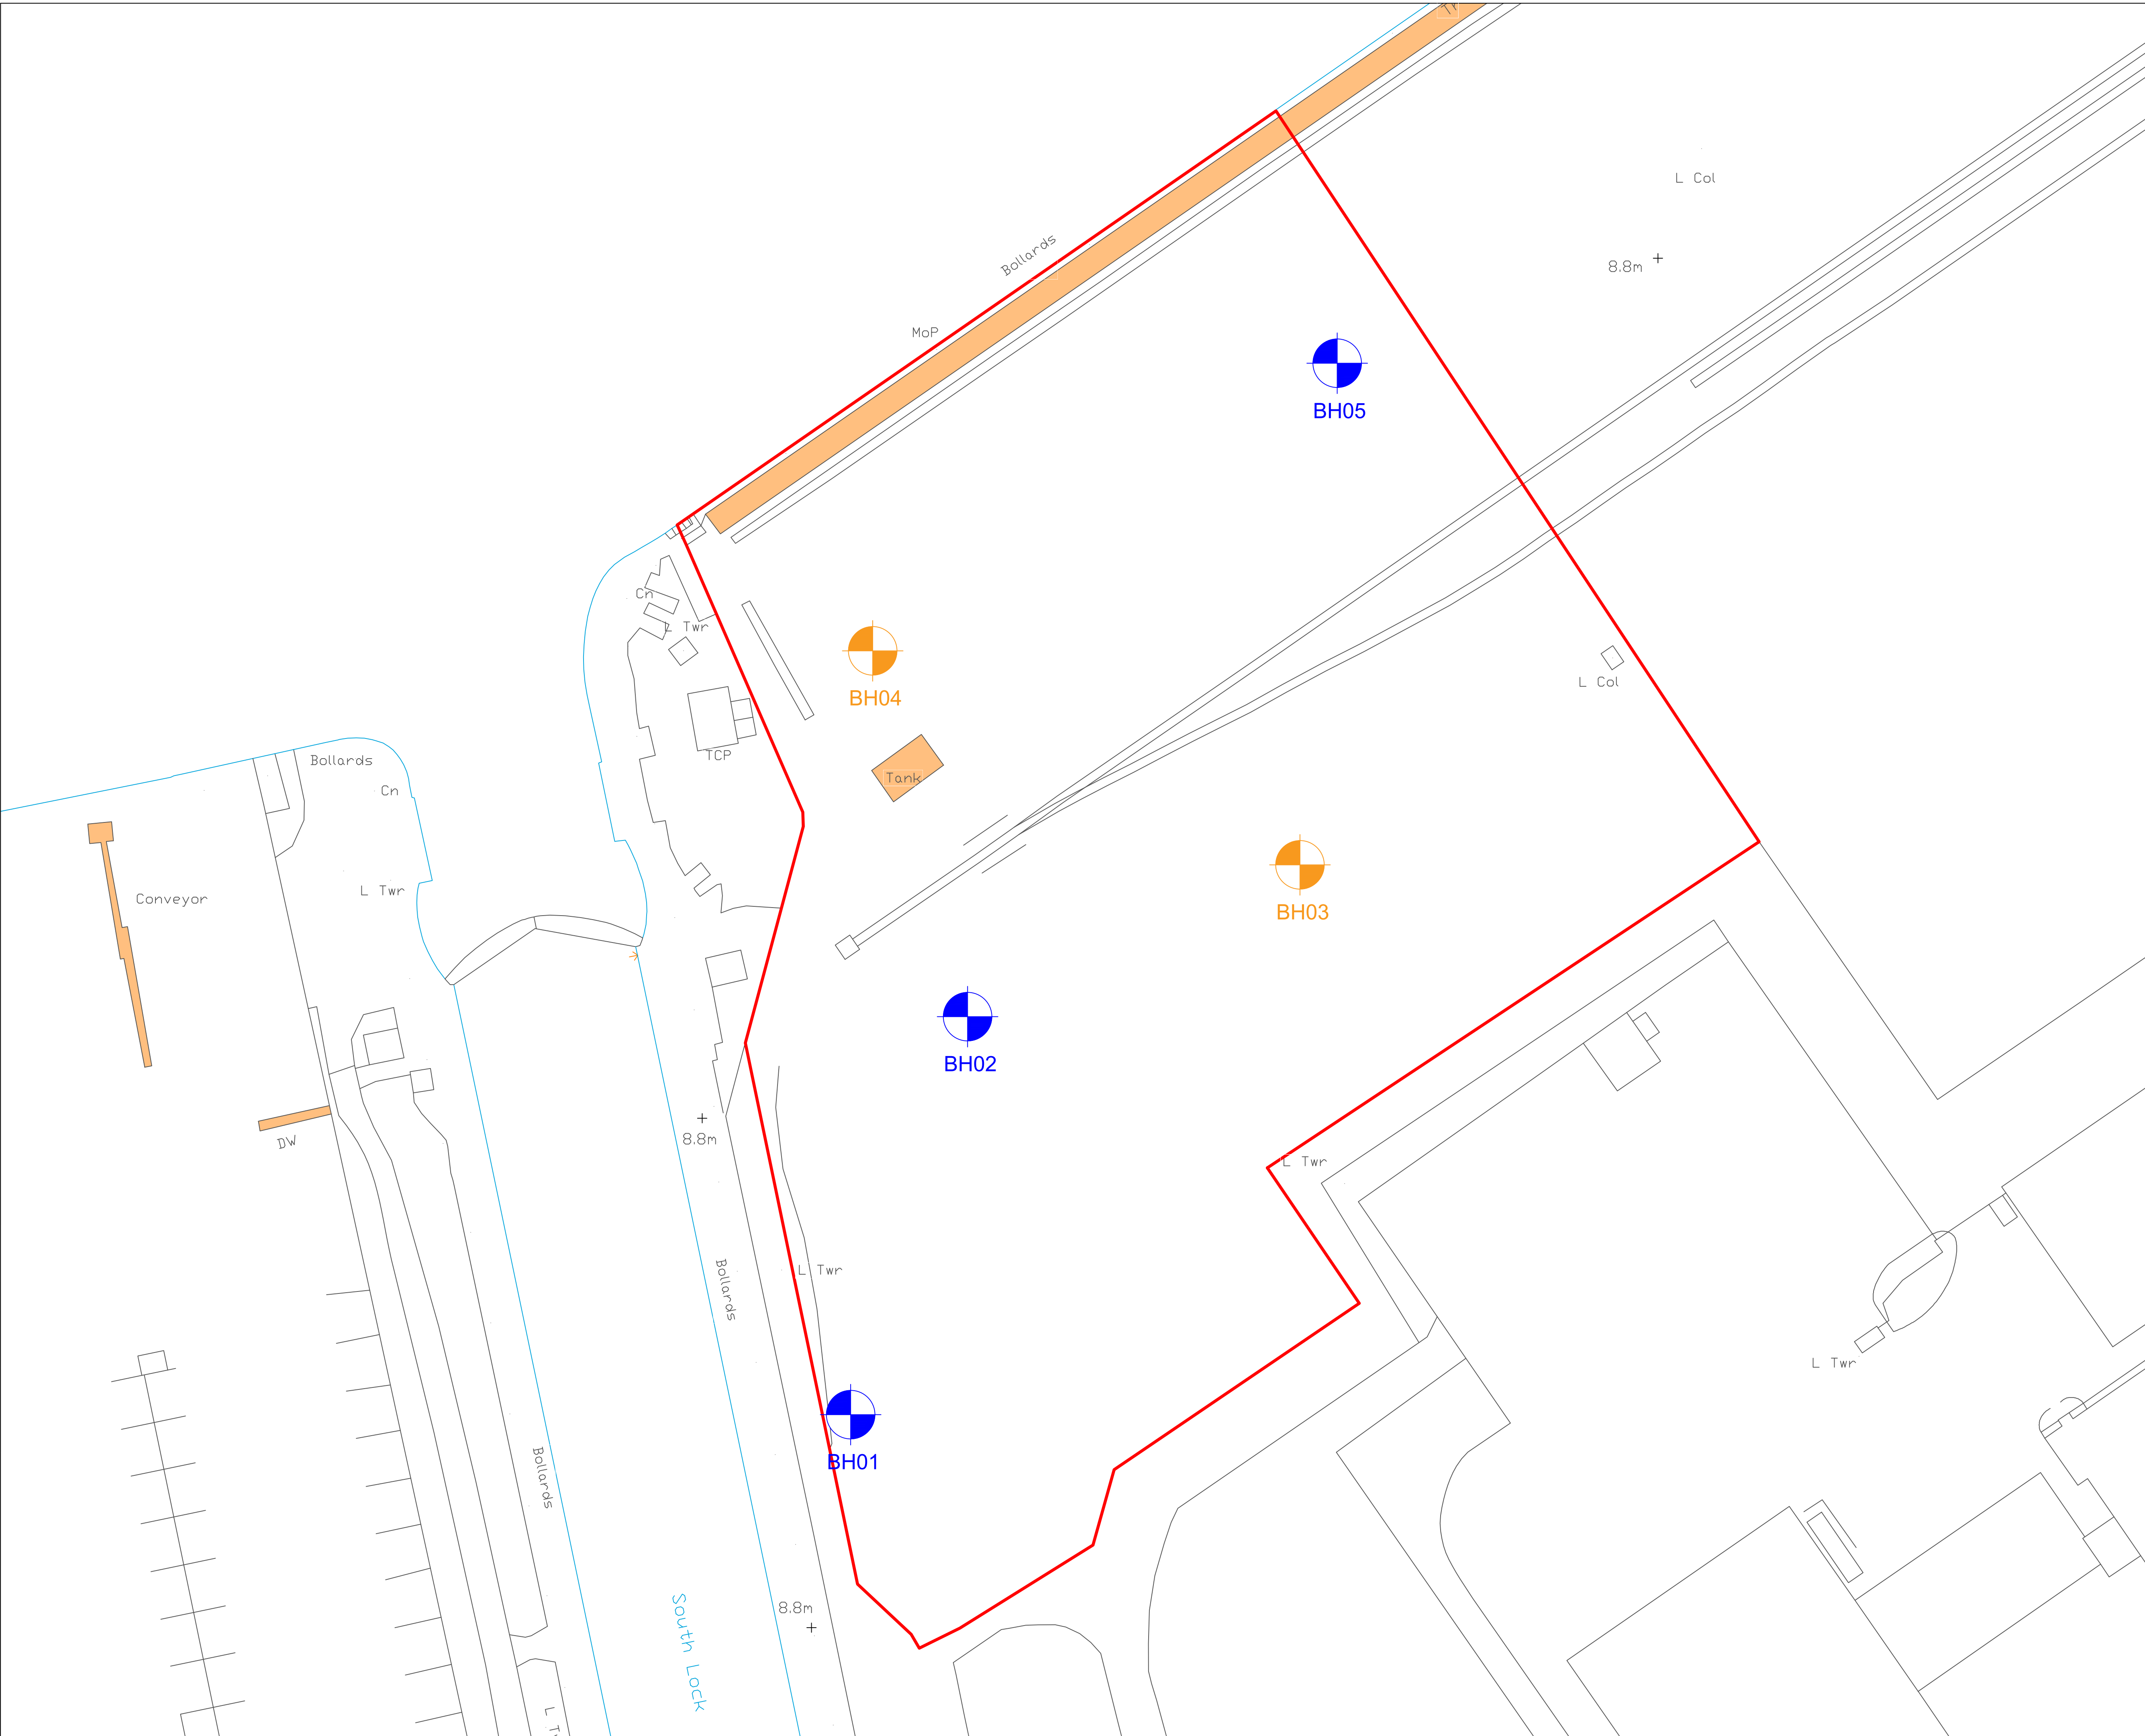 L Col
Bollards
8.8m
MoP
BH05
Cn
L Twr
BH04
L Col
TCP
Bollards
Tank
Cn
L Twr
Conveyor
BH03
BH02
8.8m
DW
L Twr
L Twr
Bollards
L Twr
BH01
Bollards
8.8m
South Lock